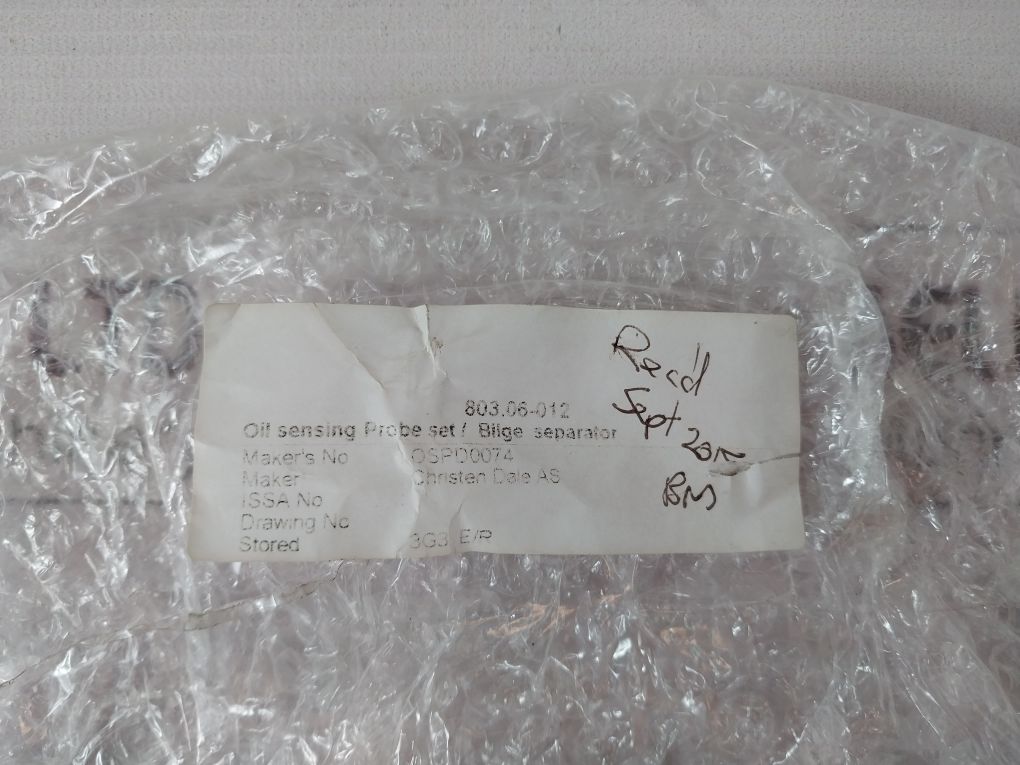 803.06-012
Oil sensing Probe set / Bilge separator
Maker's No OSPD0074
Maker Christen Dale AS
ISSA No
Drawing No
Stored 3G3 E/R
Rec'd
Sept
BM